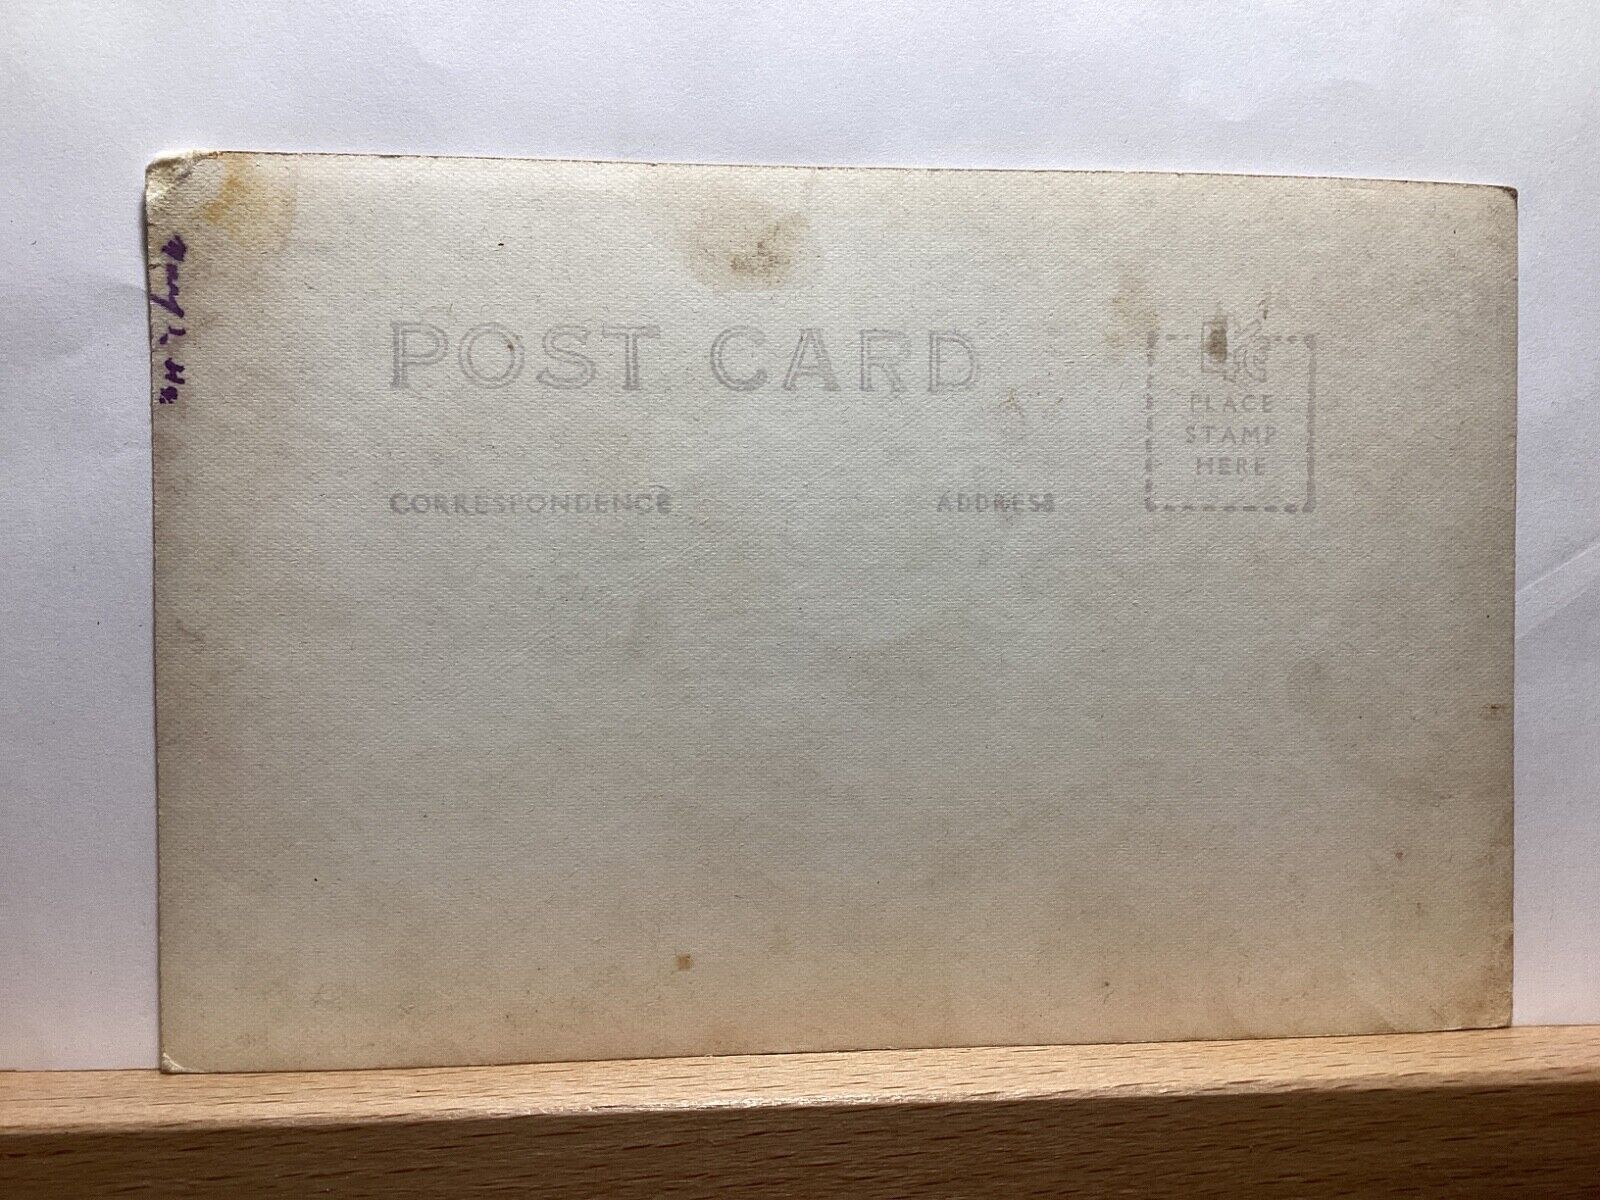 POST CARD
PLACE
STAMP
HERE
CORRESPONDENCE
ADDRESS